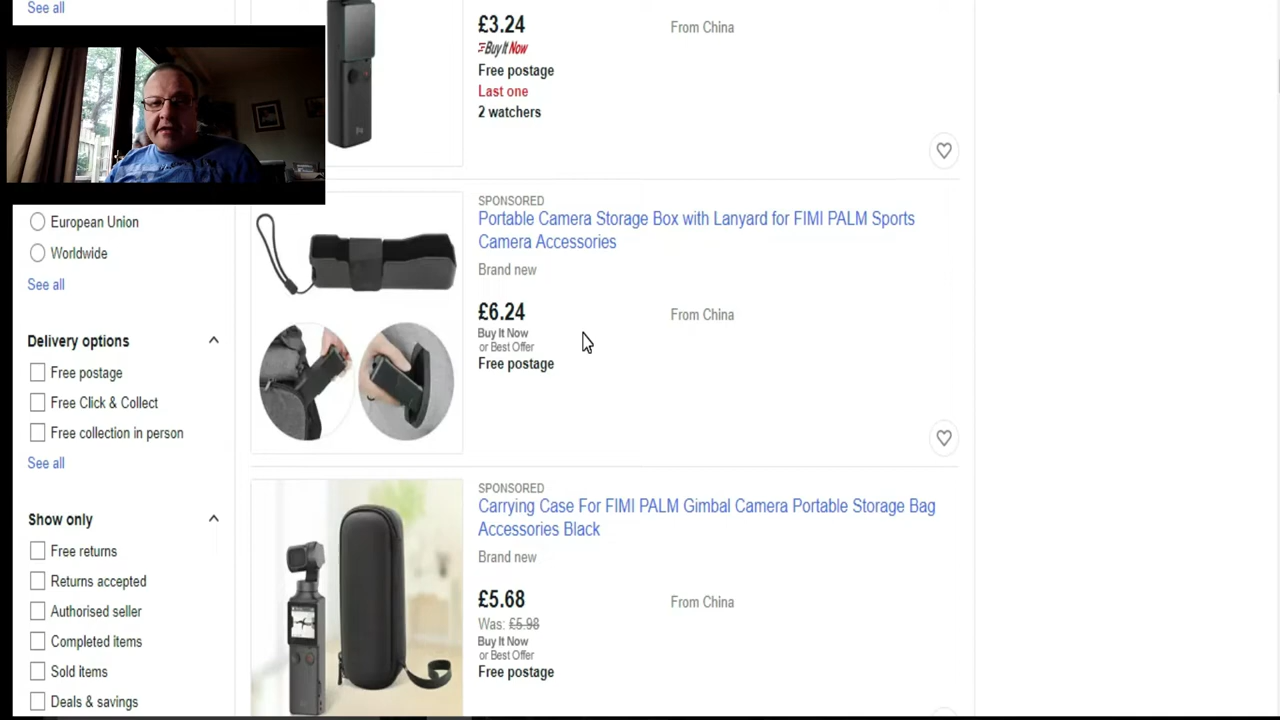 See all
European Union
Worldwide
See all
Delivery options
Free postage
Free Click & Collect
Free collection in person
See all
Show only
Free returns
Returns accepted
Authorised seller
Completed items
Sold items
Deals & savings
£3.24
From China
Buy It Now
Free postage
Last one
2 watchers
SPONSORED
Portable Camera Storage Box with Lanyard for FIMI PALM Sports
Camera Accessories
Brand new
£6.24
From China
Buy It Now
or Best Offer
Free postage
SPONSORED
Carrying Case For FIMI PALM Gimbal Camera Portable Storage Bag
Accessories Black
Brand new
£5.68
From China
Was: £5.98
Buy It Now
or Best Offer
Free postage